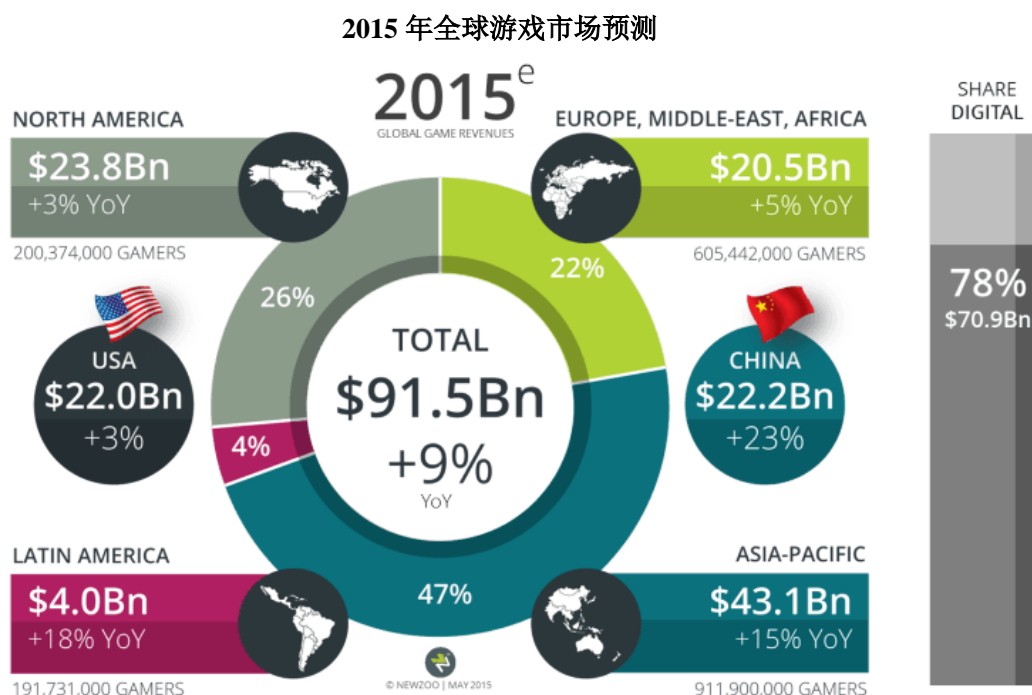 2015 年全球游戏市场预测
2015e
GLOBAL GAME REVENUES
NORTH AMERICA
$23.8Bn
+3% YoY
200,374,000 GAMERS
EUROPE, MIDDLE-EAST, AFRICA
$20.5Bn
+5% YoY
605,442,000 GAMERS
SHARE
DIGITAL
78%
$70.9Bn
26%
22%
4%
47%
USA
$22.0Bn
+3%
TOTAL
$91.5Bn
+9%
YoY
CHINA
$22.2Bn
+23%
LATIN AMERICA
$4.0Bn
+18% YoY
191,731,000 GAMERS
ASIA-PACIFIC
$43.1Bn
+15% YoY
911,900,000 GAMERS
© NEWZOO | MAY 2015